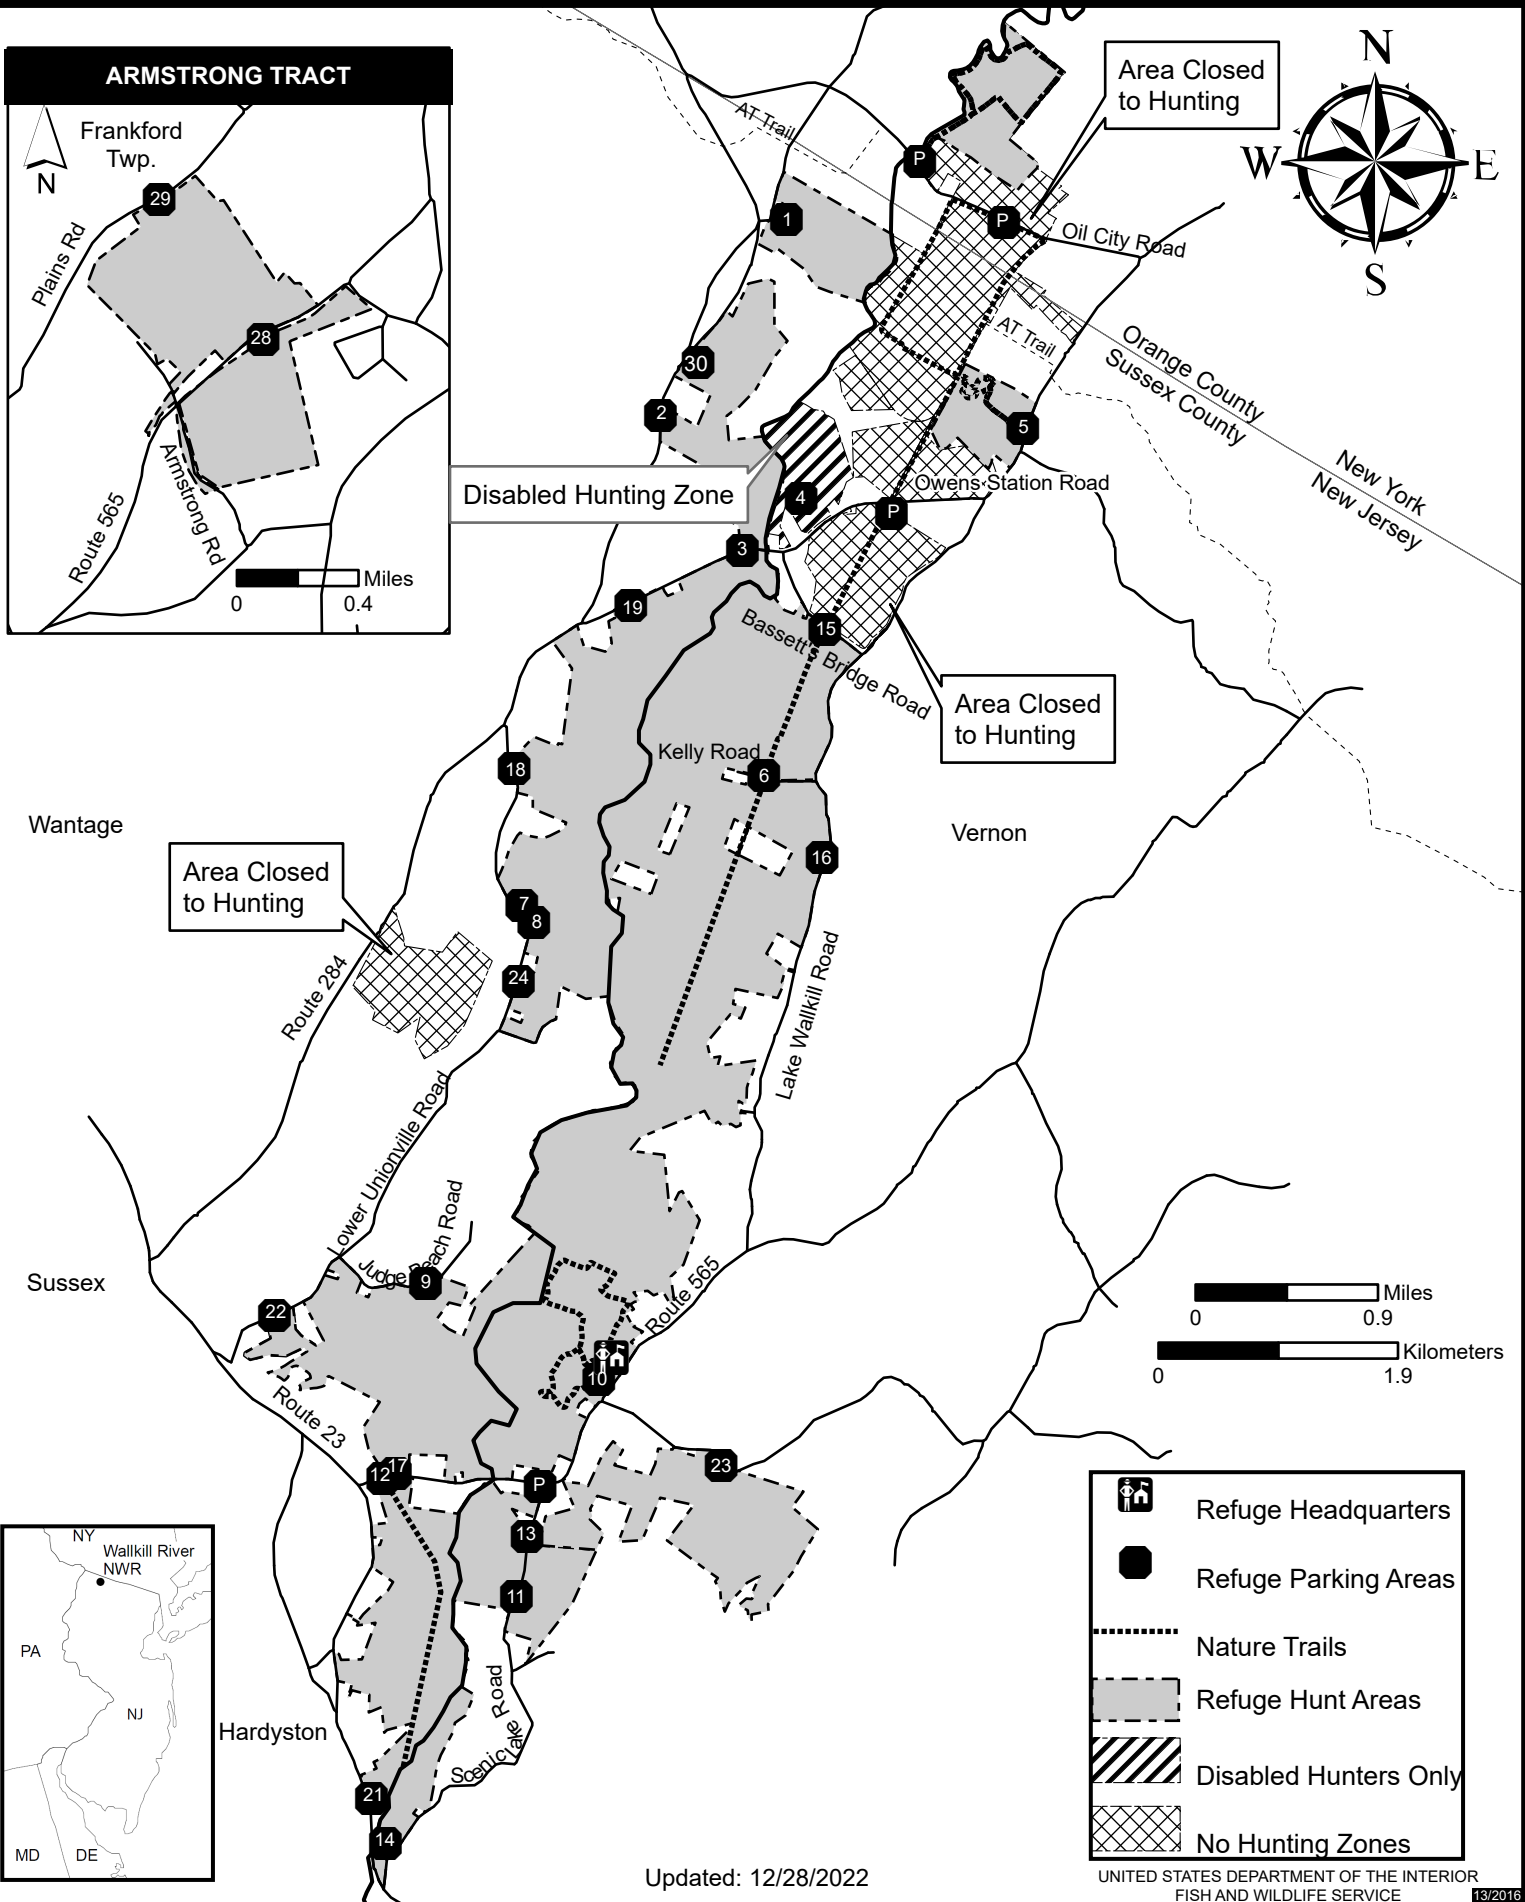 ARMSTRONG TRACT
Frankford
Twp.
N
29
28
Plains Rd
Armstrong Rd
Route 565
Miles
0
0.4
Area Closed
to Hunting
N
W
E
S
AT Trail
P
P
1
Oil City Road
30
2
AT Trail
Orange County
Sussex County
5
New York
New Jersey
Disabled Hunting Zone
4
Owens Station Road
P
3
19
15
Bassett's Bridge Road
Area Closed
to Hunting
Kelly Road
6
18
Wantage
Vernon
16
Area Closed
to Hunting
7
8
24
Route 284
Lake Wallkill Road
Lower Unionville Road
Judge Beach Road
9
Sussex
22
Route 565
10
Route 23
Miles
0
0.9
Kilometers
0
1.9
12
17
P
23
13
11
Scenic Lake Road
Hardyston
21
14
NY
Wallkill River
NWR
PA
NJ
MD
DE
Refuge Headquarters
Refuge Parking Areas
Nature Trails
Refuge Hunt Areas
Disabled Hunters Only
No Hunting Zones
Updated: 12/28/2022
UNITED STATES DEPARTMENT OF THE INTERIOR
FISH AND WILDLIFE SERVICE
13/2016